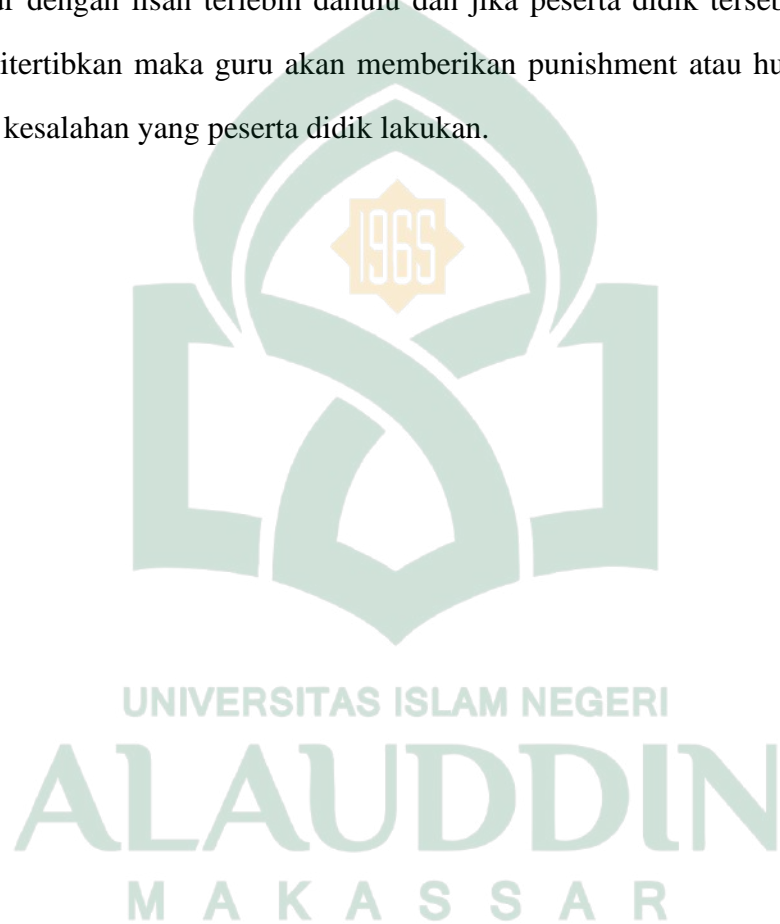 dengan lisan terlebih dahulu dan jika peserta didik
maka guru akan memberikan punishment atau
kesalahan yang peserta didik lakukan.
1965
UNIVERSITAS ISLAM NEGERI
ALAUDDIN
MAKASSAR